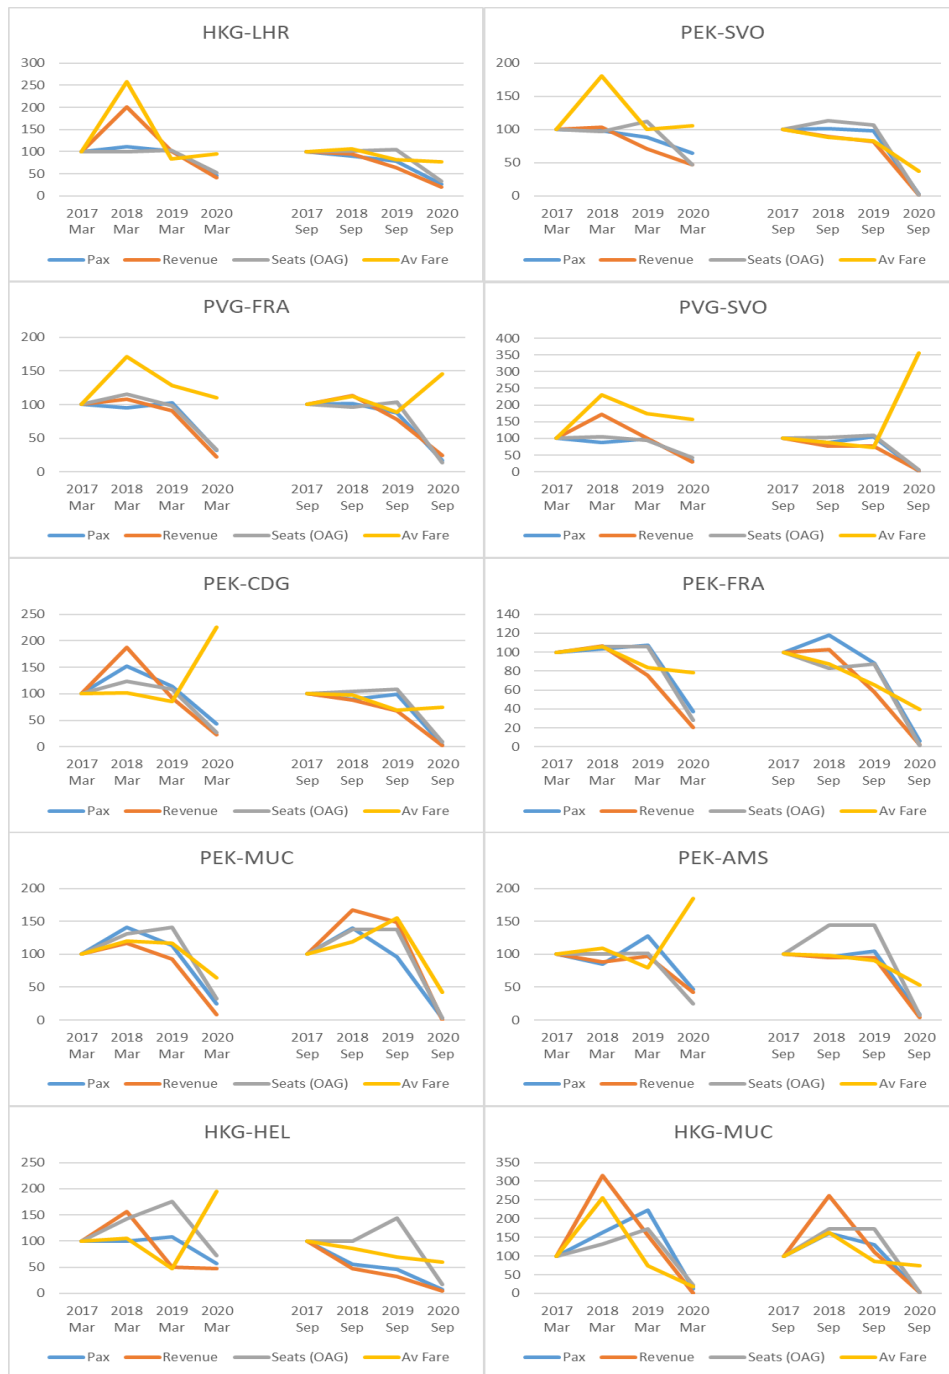 HKG-LHR
300
250
200
150
100
50
0
2017 2018 2019 2020 2017 2018 2019 2020
Mar Mar Mar Mar Sep Sep Sep Sep
Pax Revenue Seats (OAG) Av Fare
PEK-SVO
200
150
100
50
0
2017 2018 2019 2020 2017 2018 2019 2020
Mar Mar Mar Mar Sep Sep Sep Sep
Pax Revenue Seats (OAG) Av Fare
PVG-FRA
200
150
100
50
0
2017 2018 2019 2020 2017 2018 2019 2020
Mar Mar Mar Mar Sep Sep Sep Sep
Pax Revenue Seats (OAG) Av Fare
PVG-SVO
400
350
300
250
200
150
100
50
0
2017 2018 2019 2020 2017 2018 2019 2020
Mar Mar Mar Mar Sep Sep Sep Sep
Pax Revenue Seats (OAG) Av Fare
PEK-CDG
250
200
150
100
50
0
2017 2018 2019 2020 2017 2018 2019 2020
Mar Mar Mar Mar Sep Sep Sep Sep
Pax Revenue Seats (OAG) Av Fare
PEK-FRA
140
120
100
80
60
40
20
0
2017 2018 2019 2020 2017 2018 2019 2020
Mar Mar Mar Mar Sep Sep Sep Sep
Pax Revenue Seats (OAG) Av Fare
PEK-MUC
200
150
100
50
0
2017 2018 2019 2020 2017 2018 2019 2020
Mar Mar Mar Mar Sep Sep Sep Sep
Pax Revenue Seats (OAG) Av Fare
PEK-AMS
200
150
100
50
0
2017 2018 2019 2020 2017 2018 2019 2020
Mar Mar Mar Mar Sep Sep Sep Sep
Pax Revenue Seats (OAG) Av Fare
HKG-HEL
250
200
150
100
50
0
2017 2018 2019 2020 2017 2018 2019 2020
Mar Mar Mar Mar Sep Sep Sep Sep
Pax Revenue Seats (OAG) Av Fare
HKG-MUC
350
300
250
200
150
100
50
0
2017 2018 2019 2020 2017 2018 2019 2020
Mar Mar Mar Mar Sep Sep Sep Sep
Pax Revenue Seats (OAG) Av Fare